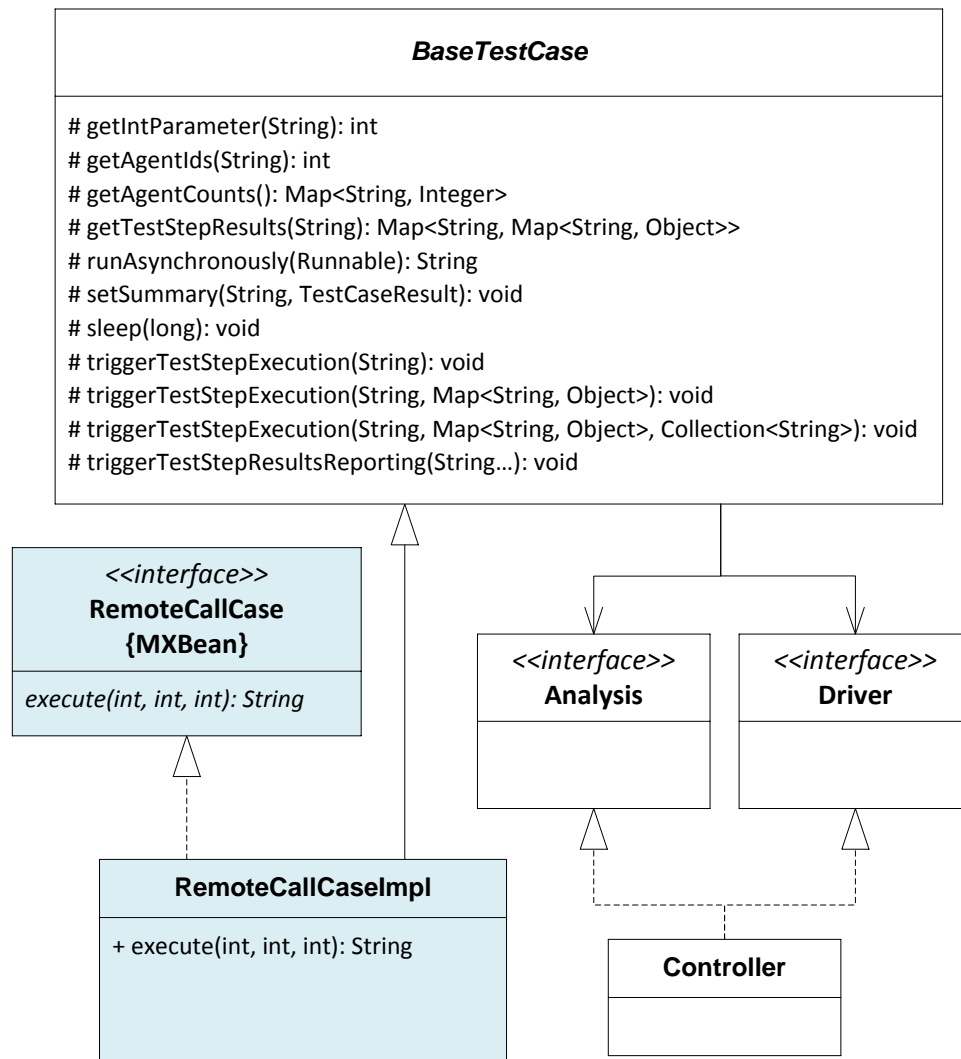 BaseTestCase
# getIntParameter(String): int
# getAgentIds(String): int
# getAgentCounts(): Map<String, Integer>
# getTestStepResults(String): Map<String, Map<String, Object>>
# runAsynchronously(Runnable): String
# setSummary(String, TestCaseResult): void
# sleep(long): void
# triggerTestStepExecution(String): void
# triggerTestStepExecution(String, Map<String, Object>): void
# triggerTestStepExecution(String, Map<String, Object>, Collection<String>): void
# triggerTestStepResultsReporting(String…): void
<<interface>>
RemoteCallCase
{MXBean}
execute(int, int, int): String
<<interface>>
Analysis
<<interface>>
Driver
RemoteCallCaseImpl
+ execute(int, int, int): String
Controller